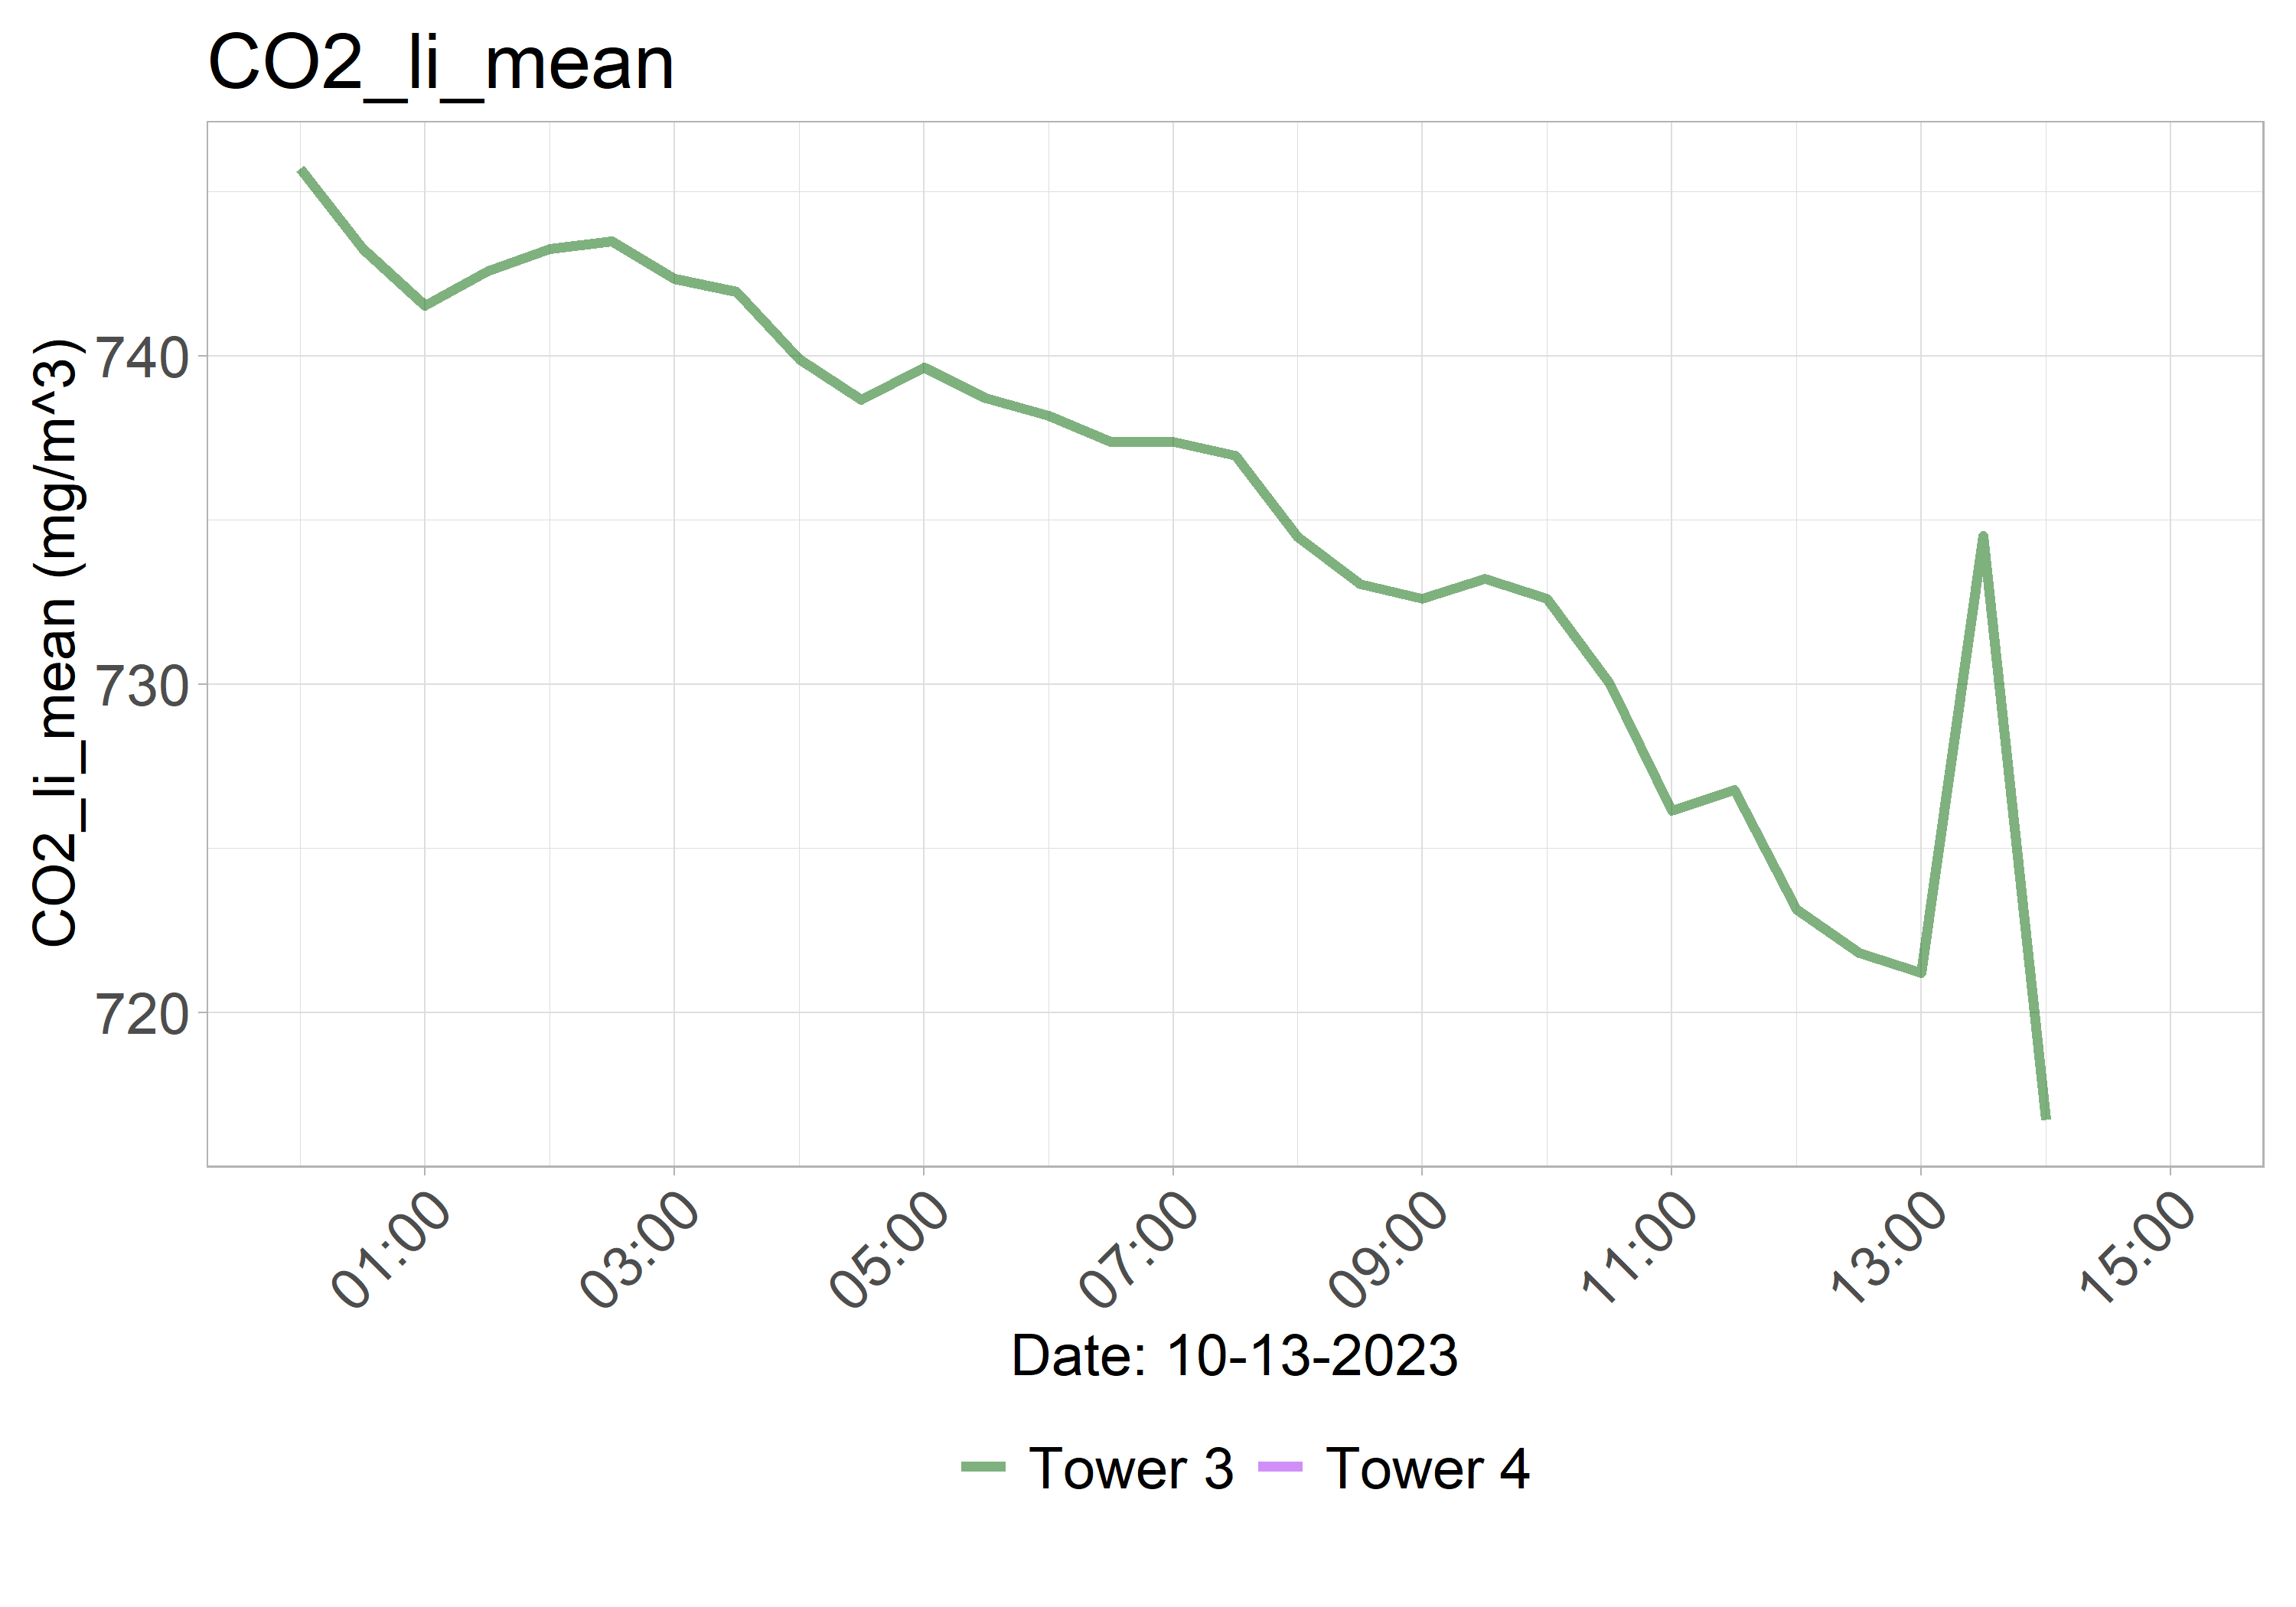 CO2_li_mean
CO2_li_mean (mg/m^3)
740
730
720
01:00
03:00
05:00
07:00
09:00
11:00
13:00
15:00
Date: 10-13-2023
Tower 3
Tower 4